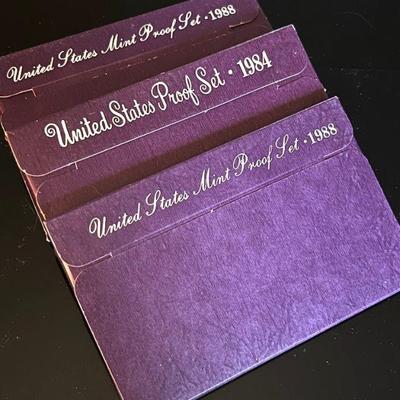 United States Mint Proof Set • 1988
United States Proof Set • 1984
United States Mint Proof Set • 1988